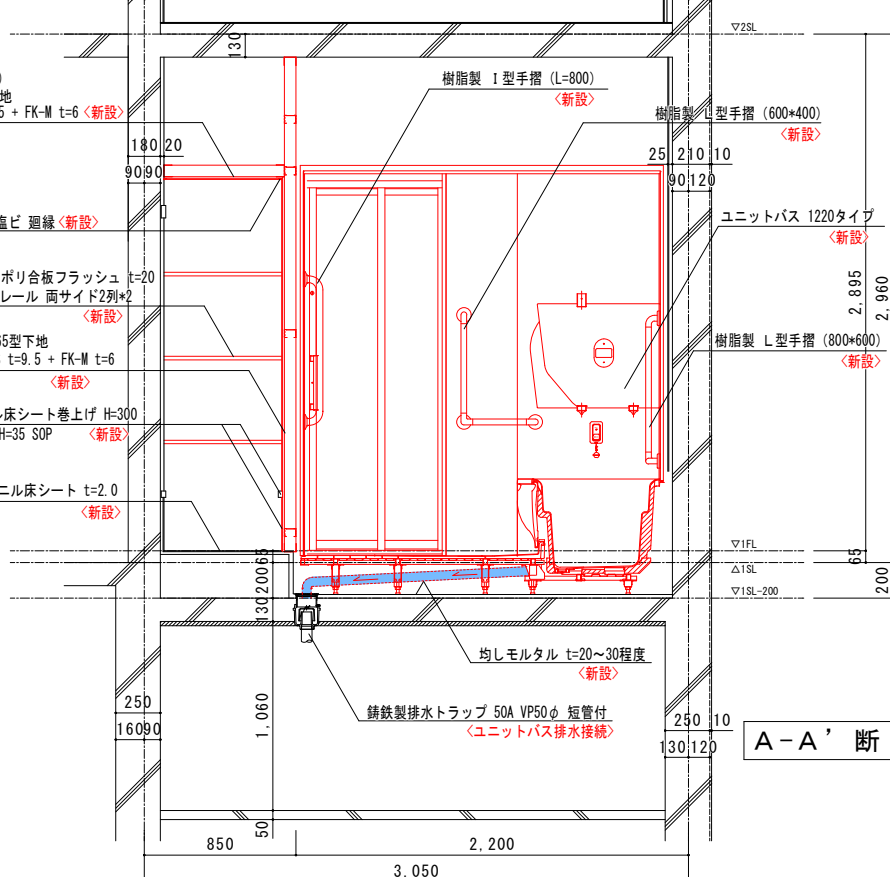 ▽2SL
130
樹脂製 Ｉ型手摺 (L=800)
〈新設〉
地
5 + FK-M t=6 〈新設〉
樹脂製 Ｌ型手摺 (600*400)
〈新設〉
180 20
90 90
25 210 10
90 120
塩ビ 廻縁 〈新設〉
ユニットバス 1220タイプ
〈新設〉
ポリ合板フラッシュ t=20
レール 両サイド2列*2
〈新設〉
2,895
2,960
65型下地
t=9.5 + FK-M t=6
〈新設〉
樹脂製 Ｌ型手摺 (800*600)
〈新設〉
ル床シート巻上げ H=300
H=35 SOP 〈新設〉
ニル床シート t=2.0
〈新設〉
▽1FL
△1SL
▽1SL-200
65
200
65
200
130
均しモルタル t=20～30程度
〈新設〉
鋳鉄製排水トラップ 50A VP50φ 短管付
〈ユニットバス排水接続〉
250
160 90
1,060
250 10
130 120
A-A’断
50
850
2,200
3,050